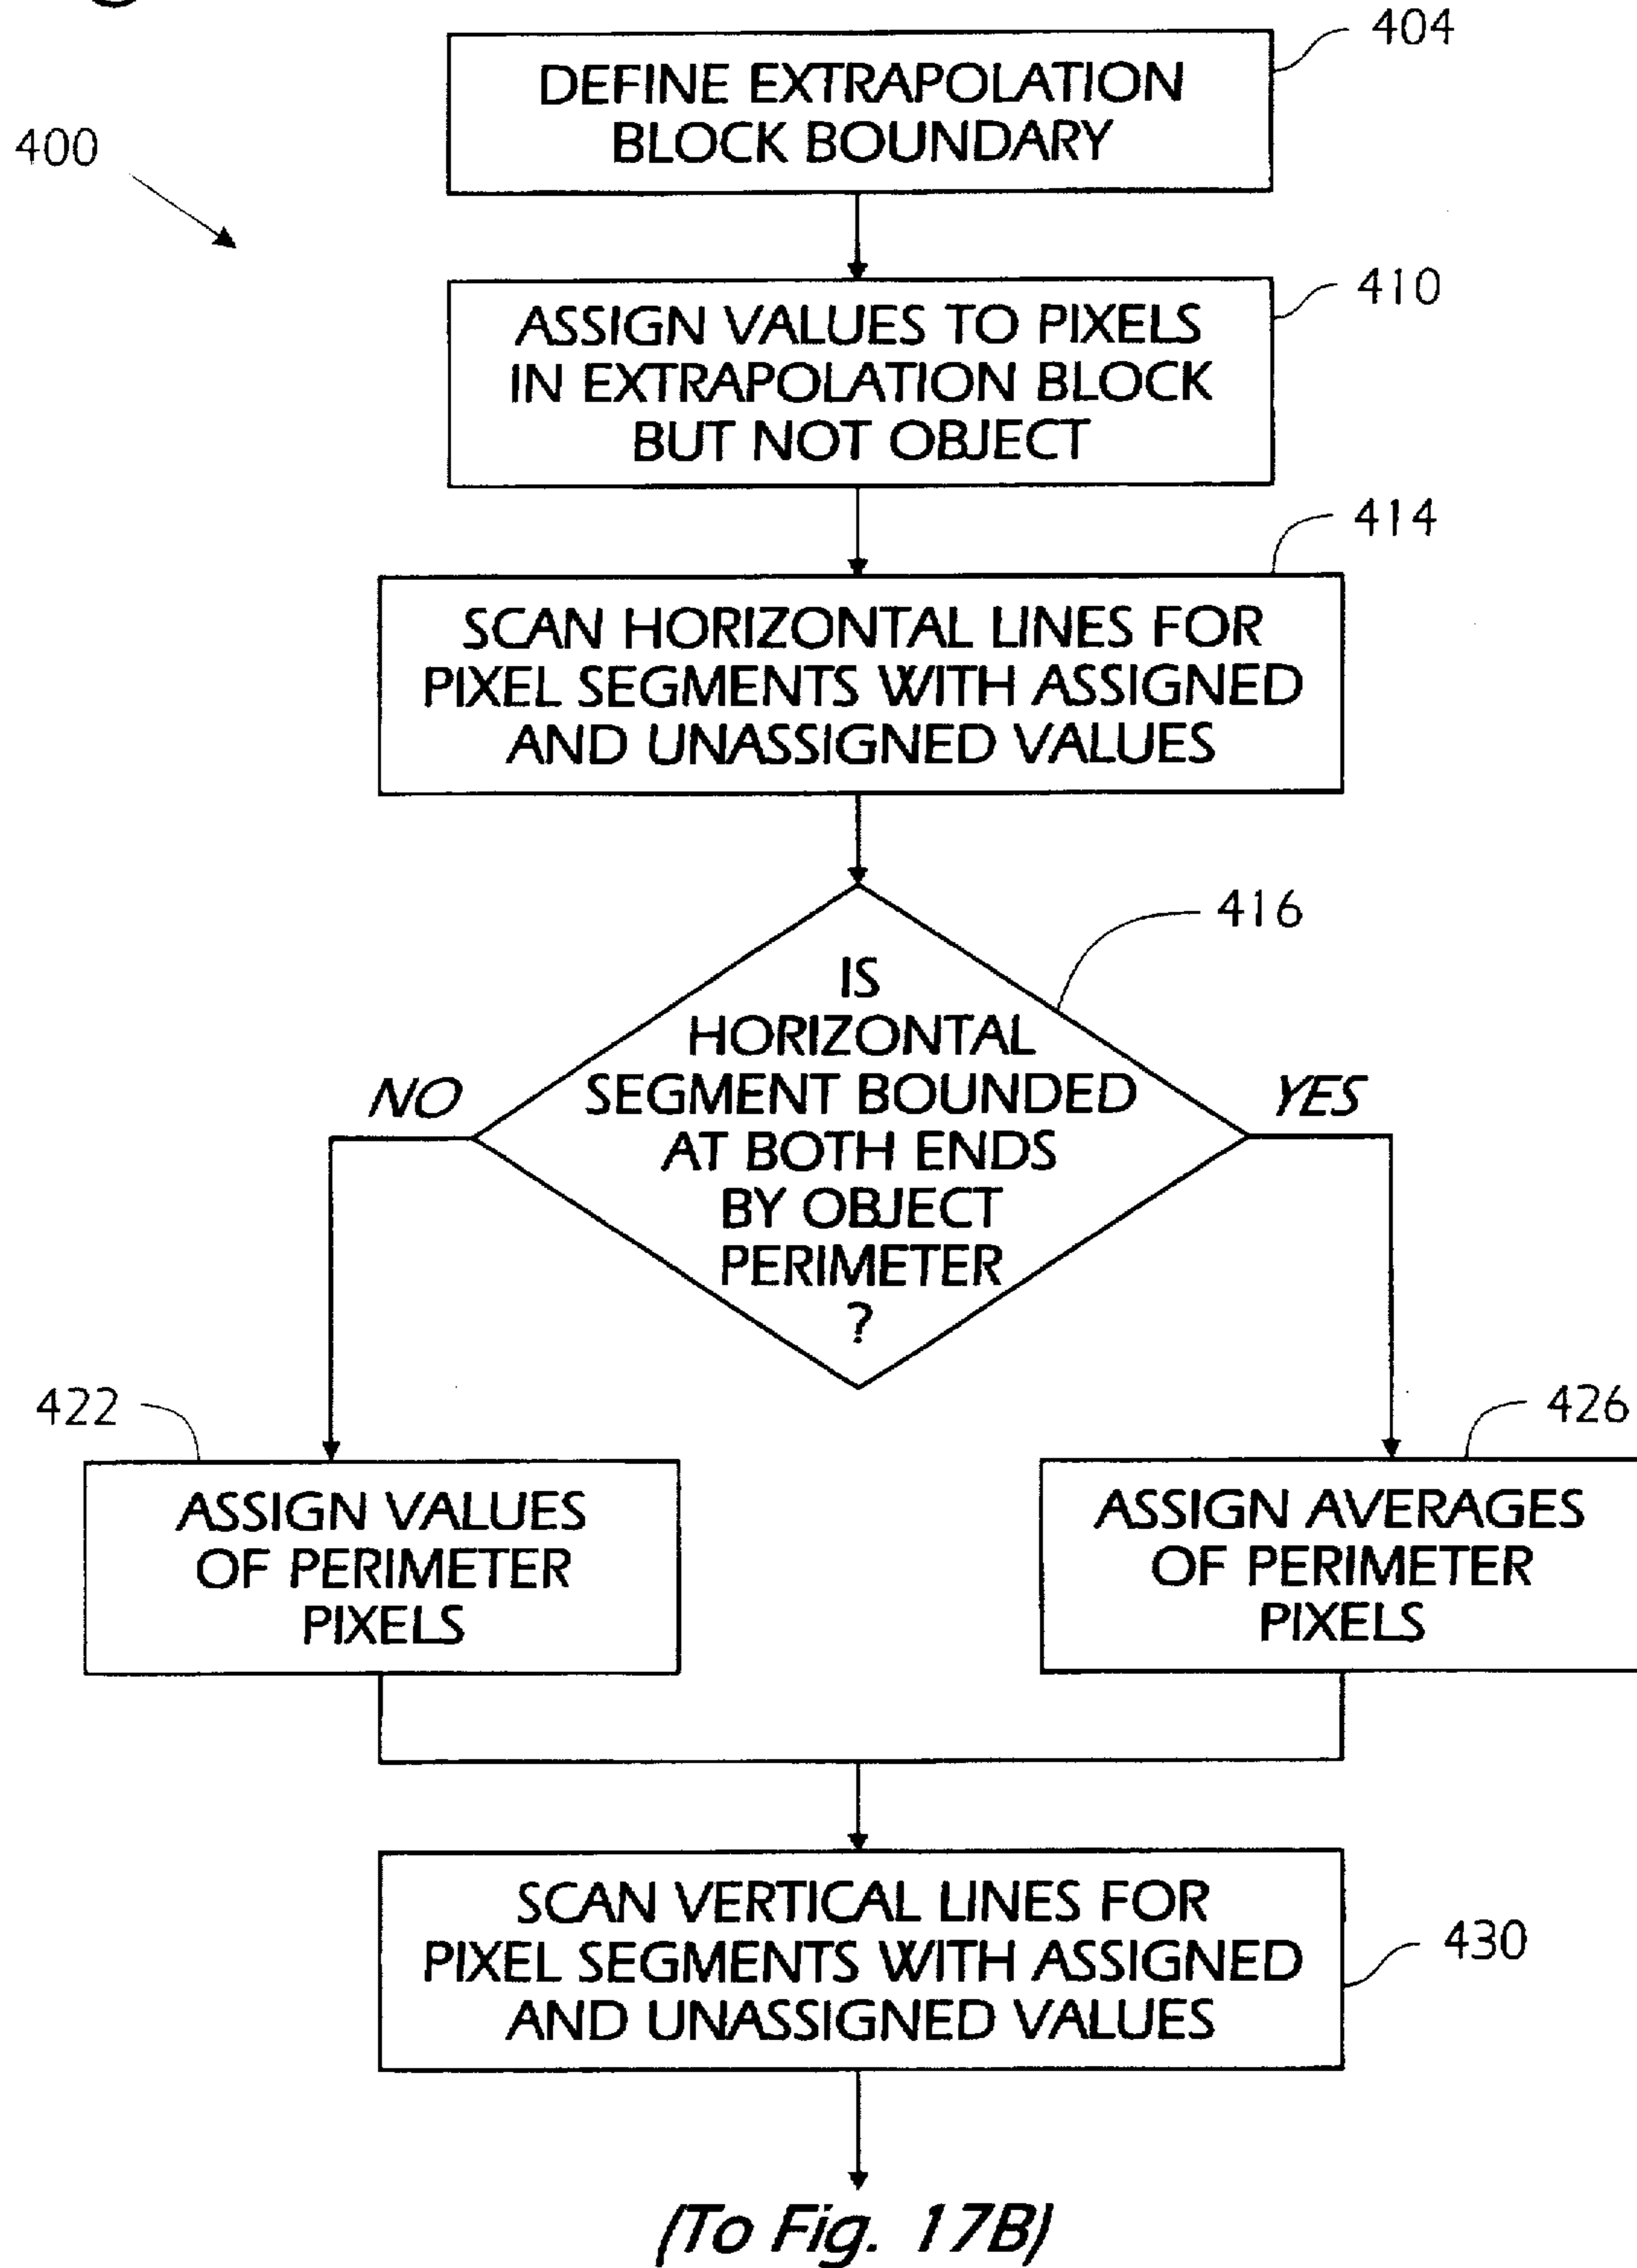 404
DEFINE EXTRAPOLATION
BLOCK BOUNDARY
400
410
ASSIGN VALUES TO PIXELS
IN EXTRAPOLATION BLOCK
BUT NOT OBJECT
414
SCAN HORIZONTAL LINES FOR
PIXEL SEGMENTS WITH ASSIGNED
AND UNASSIGNED VALUES
416
IS
HORIZONTAL
SEGMENT BOUNDED
AT BOTH ENDS
BY OBJECT
PERIMETER
?
NO
YES
422
426
ASSIGN VALUES
OF PERIMETER
PIXELS
ASSIGN AVERAGES
OF PERIMETER
PIXELS
SCAN VERTICAL LINES FOR
PIXEL SEGMENTS WITH ASSIGNED
AND UNASSIGNED VALUES
430
(To Fig. 17B)